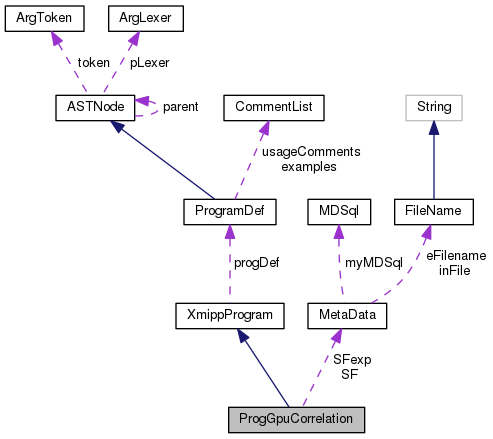 ArgToken
ArgLexer
token
pLexer
ASTNode
parent
CommentList
String
usageComments
examples
ProgramDef
MDSql
FileName
progDef
myMDSql
eFilename
inFile
XmippProgram
MetaData
SFexp
SF
ProgGpuCorrelation